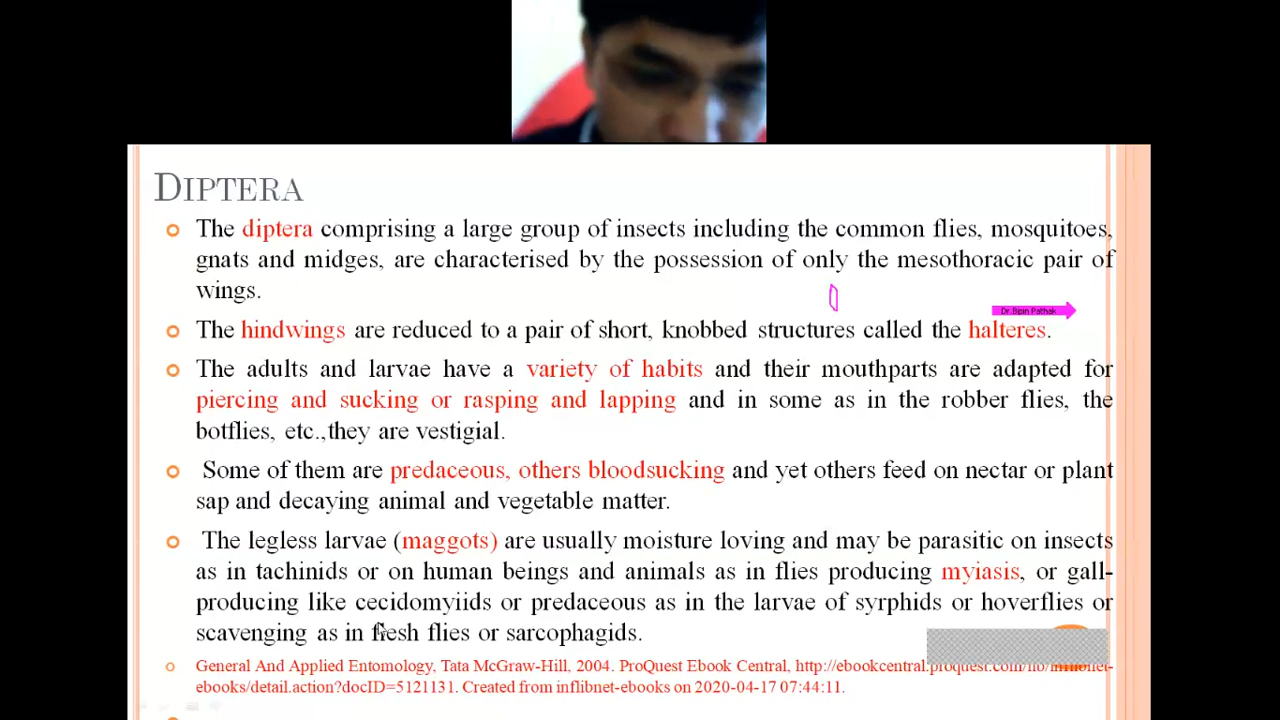 DIPTERA
The diptera comprising a large group of insects including the common flies, mosquitoes,
gnats and midges, are characterised by the possession of only the mesothoracic pair of
wings.
Dr.Bipin Pathak
The hindwings are reduced to a pair of short, knobbed structures called the halteres.
The adults and larvae have a variety of habits and their mouthparts are adapted for
piercing and sucking or rasping and lapping and in some as in the robber flies, the
botflies, etc.,they are vestigial.
Some of them are predaceous, others bloodsucking and yet others feed on nectar or plant
sap and decaying animal and vegetable matter.
The legless larvae (maggots) are usually moisture loving and may be parasitic on insects
as in tachinids or on human beings and animals as in flies producing myiasis, or gall-
producing like cecidomyiids or predaceous as in the larvae of syrphids or hoverflies or
scavenging as in flesh flies or sarcophagids.
General And Applied Entomology, Tata McGraw-Hill, 2004. ProQuest Ebook Central, http://ebookcentral.proquest.com/lib/inflibnet-
ebooks/detail.action?docID=5121131. Created from inflibnet-ebooks on 2020-04-17 07:44:11.